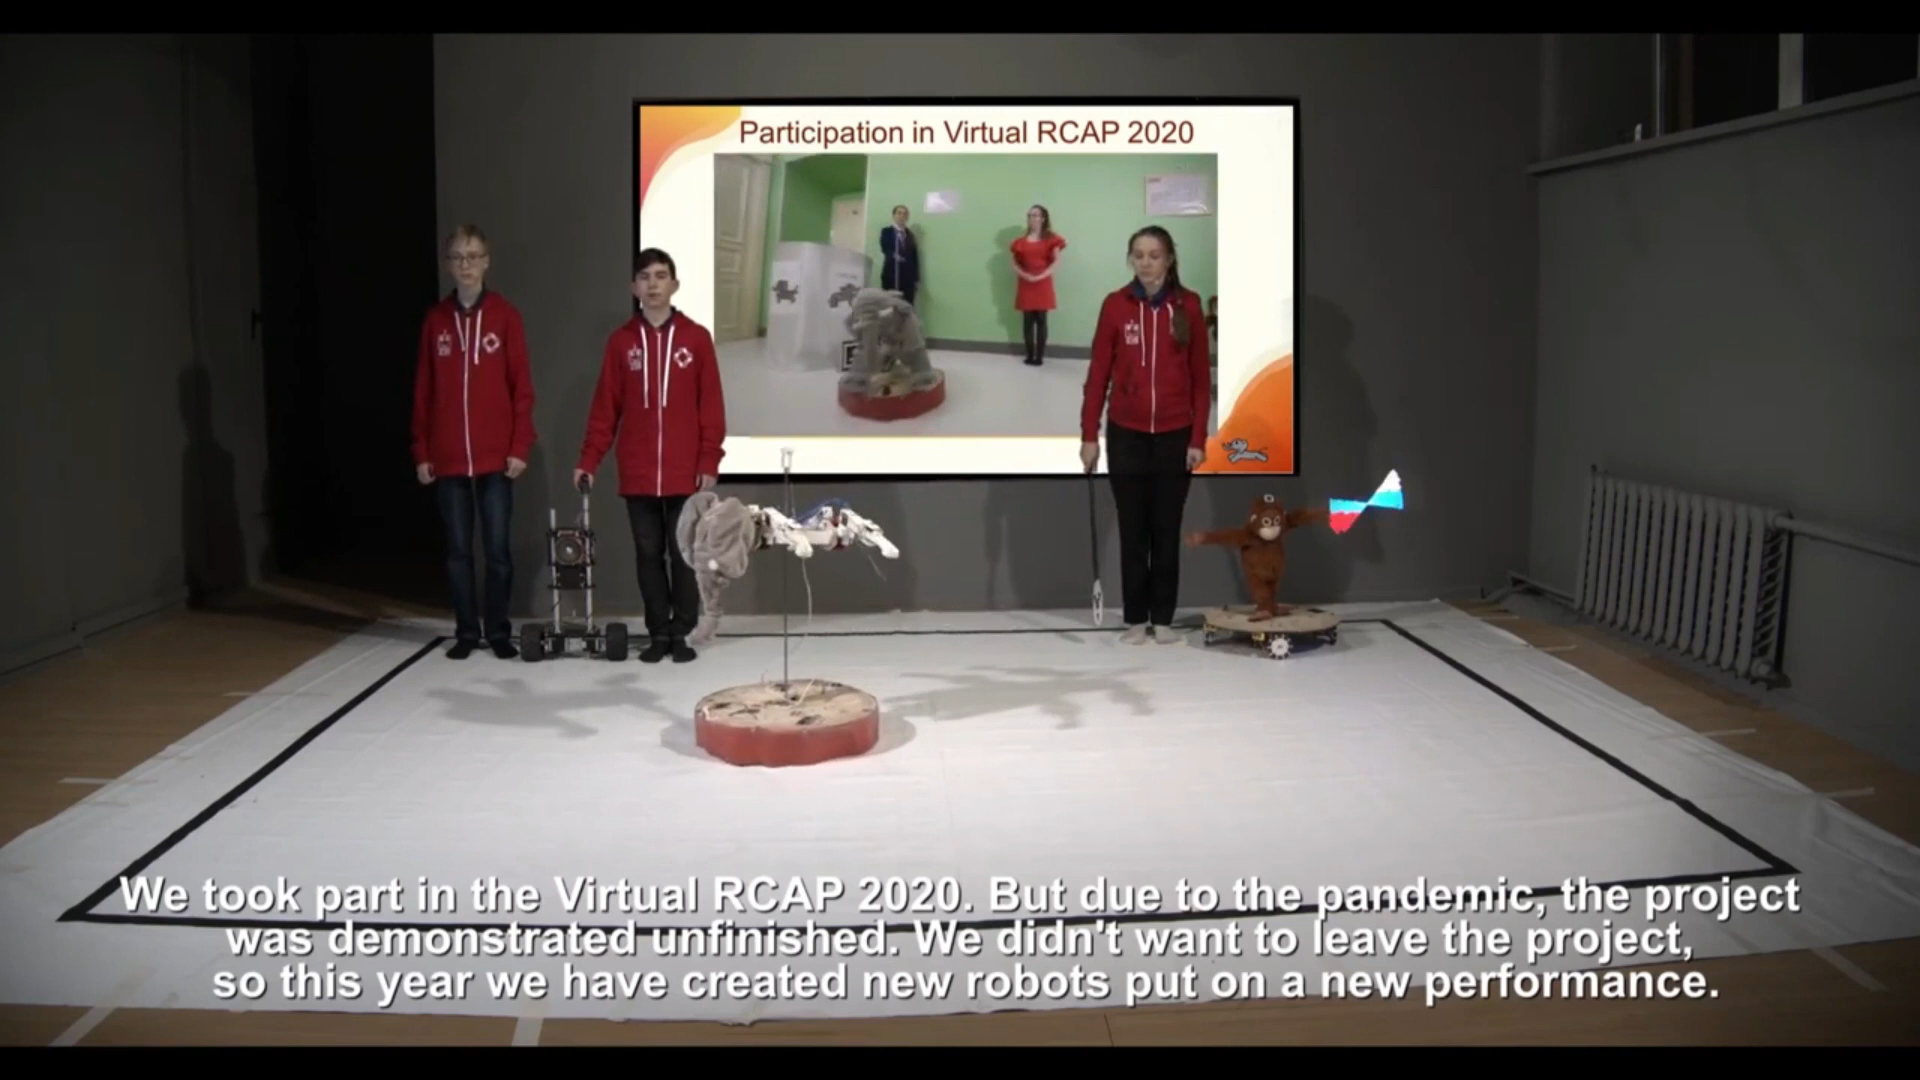 Participation in Virtual RCAP 2020
We took part in the Virtual RCAP 2020. But due to the pandemic, the project
was demonstrated unfinished. We didn't want to leave the project,
so this year we have created new robots put on a new performance.